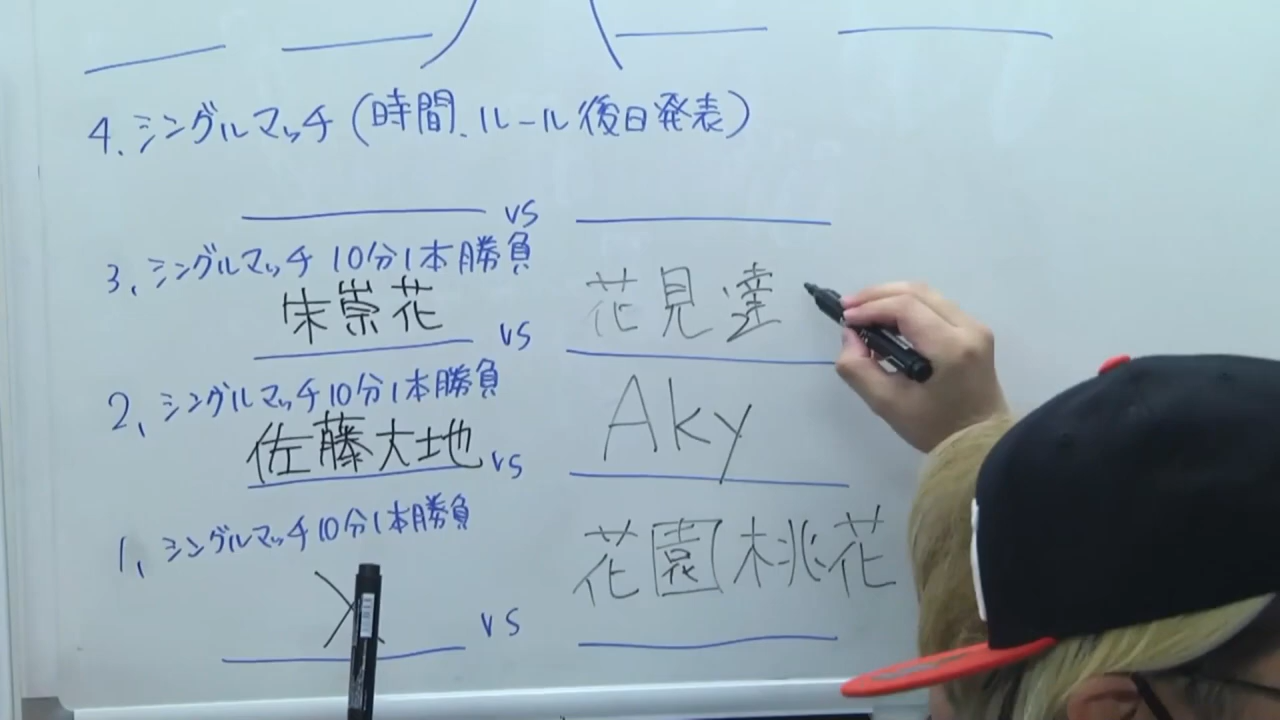 4. シングルマッチ (時間、ルール後日発表)
vs
3、シングルマッチ 10分1本勝負
朱崇花 vs 花見達
2、シングルマッチ10分1本勝負
佐藤大地 vs Aky
1、シングルマッチ10分1本勝負
X vs 花園桃花